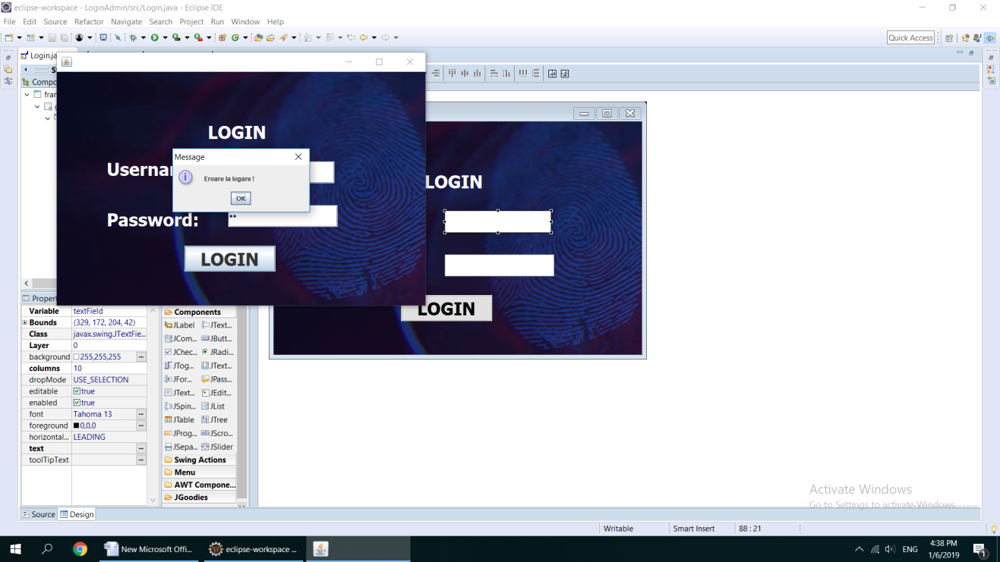 eclipse-workspace - LoginAdmin/src/Login.java - Eclipse IDE
File Edit Source Refactor Navigate Search Project Run Window Help
Quick Access
Login.ja
Compo
fran
LOGIN
Userna
Password:
••
LOGIN
Message
Eroare la logare !
OK
LOGIN
LOGIN
Propert
Variable textField
Bounds (329, 172, 204, 42)
Class javax.swing.JTextFie...
Layer 0
background 255,255,255 ...
columns 10
dropMode USE_SELECTION
editable true
enabled true
font Tahoma 13 ...
foreground 0,0,0 ...
horizontal... LEADING
text ...
toolTipText ...
Components
JLabel JText...
JCom... JButt...
JChec... JRadi...
JTog... JText...
JFor... JPass...
JText... JEdit...
JSpin... JList
JTable JTree
JProg... JScro...
JSepa... JSlider
Swing Actions
Menu
AWT Compone...
JGoodies
Source Design
Activate Windows
Go to Settings to activate Windows.
Writable Smart Insert 88 : 21
New Microsoft Offi... eclipse-workspace ...
ENG
4:38 PM
1/6/2019
1